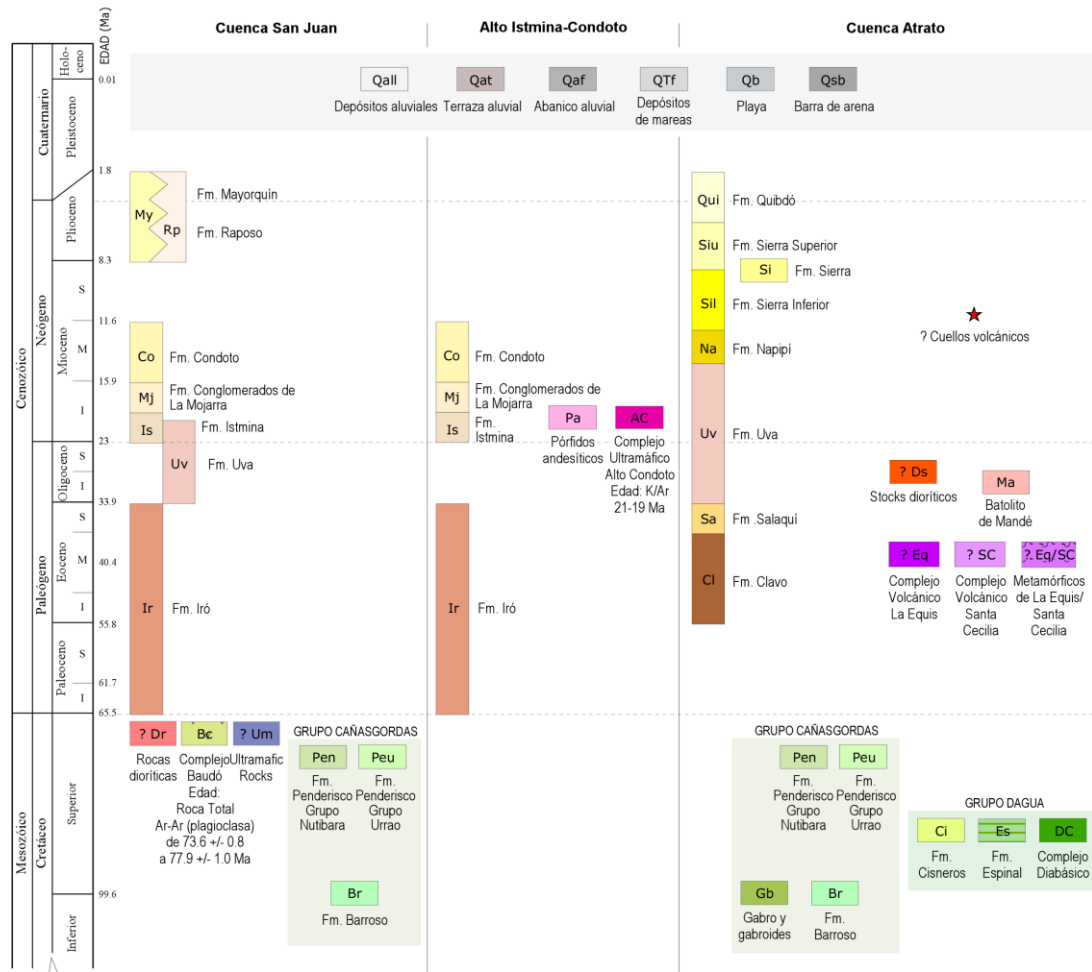 Cuenca San Juan
Alto Istmina-Condoto
Cuenca Atrato
EDAD (Ma)
Cenozóico
Mesozóico
Cuaternario
Neógeno
Paleógeno
Cretáceo
Holo-
ceno
Pleistoceno
Plioceno
Mioceno
Oligoceno
Eoceno
Paleoceno
Superior
Inferior
S
M
I
S
I
S
M
I
S
I
0.01
1.8
8.3
11.6
15.9
23
33.9
40.4
55.8
61.7
65.5
99.6
Qall
Depósitos aluviales
Qat
Terraza aluvial
Qaf
Abanico aluvial
QTf
Depósitos
de mareas
Qb
Playa
Qsb
Barra de arena
My
Rp
Fm. Mayorquín
Fm. Raposo
Co
Fm. Condoto
Mj
Fm. Conglomerados de
La Mojarra
Is
Fm. Istmina
Uv
Fm. Uva
Ir
Fm. Iró
? Dr
Rocas
dioríticas
Bc
Complejo
Baudó
Edad:
Roca Total
Ar-Ar (plagioclasa)
de 73.6 +/- 0.8
a 77.9 +/- 1.0 Ma
? Um
Ultramafic
Rocks
GRUPO CAÑASGORDAS
Pen
Fm.
Penderisco
Grupo
Nutibara
Peu
Fm.
Penderisco
Grupo
Urrao
Br
Fm. Barroso
Co
Fm. Condoto
Mj
Fm. Conglomerados de
La Mojarra
Is
Fm.
Istmina
Pa
Pórfidos
andesíticos
AC
Complejo
Ultramáfico
Alto Condoto
Edad: K/Ar
21-19 Ma
Ir
Fm. Iró
Qui
Fm. Quibdó
Siu
Fm. Sierra Superior
Si
Fm. Sierra
Sil
Fm. Sierra Inferior
? Cuellos volcánicos
Na
Fm. Napipí
Uv
Fm. Uva
? Ds
Stocks dioríticos
Ma
Batolito
de Mandé
Sa
Fm .Salaquí
Cl
Fm. Clavo
? Eq
Complejo
Volcánico
La Equis
? SC
Complejo
Volcánico
Santa
Cecilia
? Eq/SC
Metamórficos
de La Equis/
Santa
Cecilia
GRUPO CAÑASGORDAS
Pen
Fm.
Penderisco
Grupo
Nutibara
Peu
Fm.
Penderisco
Grupo
Urrao
Gb
Gabro y
gabroides
Br
Fm.
Barroso
GRUPO DAGUA
Ci
Fm.
Cisneros
Es
Fm.
Espinal
DC
Complejo
Diabásico